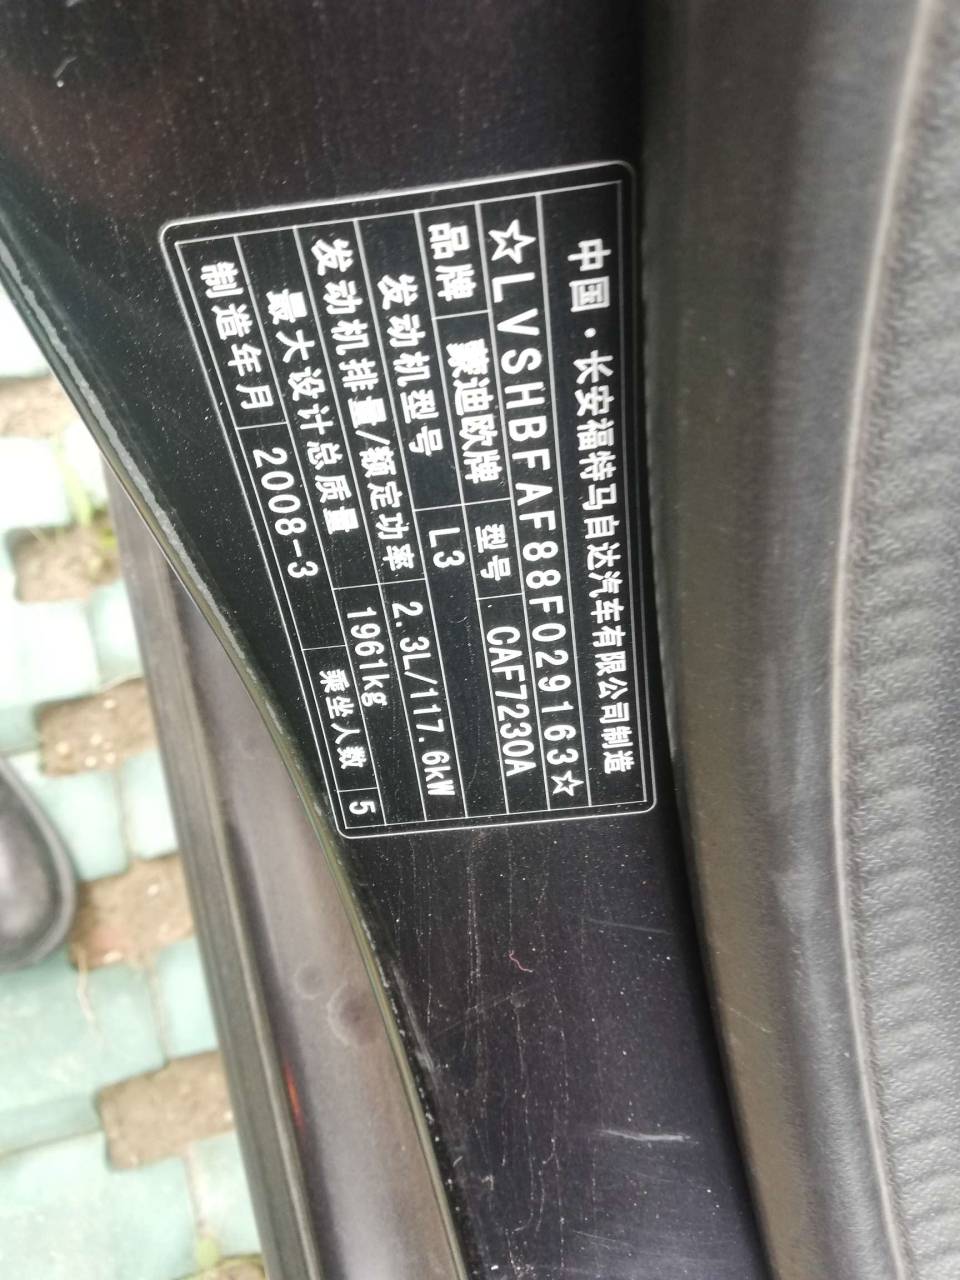 中国·长安福特马自达汽车有限公司制造
☆LVSHBFAF88F029163☆
品牌 蒙迪欧牌 型号 CAF7230A
发动机型号 L3
发动机排量/额定功率 2.3L/117.6kW
最大设计总质量 1961kg
制造年月 2008-3 乘坐人数 5